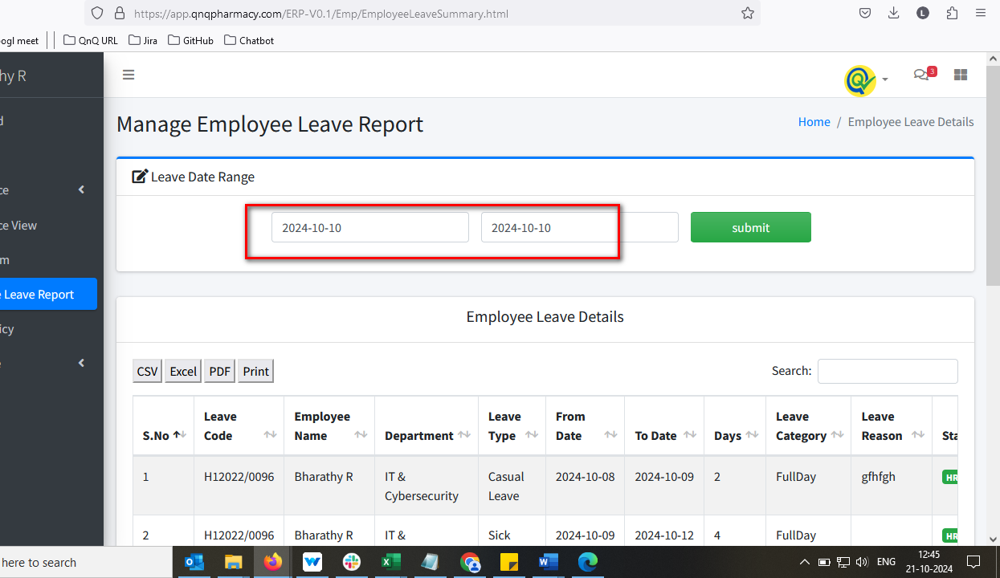 https://app.qnqpharmacy.com/ERP-V0.1/Emp/EmployeeLeaveSummary.html
L
ogl meet
QnQ URL
Jira
GitHub
Chatbot
hy R
3
d
Manage Employee Leave Report
Home / Employee Leave Details
Leave Date Range
ce
ce View
m
Leave Report
icy
e
2024-10-10
2024-10-10
submit
Employee Leave Details
CSV
Excel
PDF
Print
Search:
S.No
Leave Code
Employee Name
Department
Leave Type
From Date
To Date
Days
Leave Category
Leave Reason
Sta
1
H12022/0096
Bharathy R
IT & Cybersecurity
Casual Leave
2024-10-08
2024-10-09
2
FullDay
gfhfgh
HR
2
H12022/0096
Bharathy R
IT &
Sick
2024-10-09
2024-10-12
4
FullDay
HR
here to search
ENG
12:45
21-10-2024